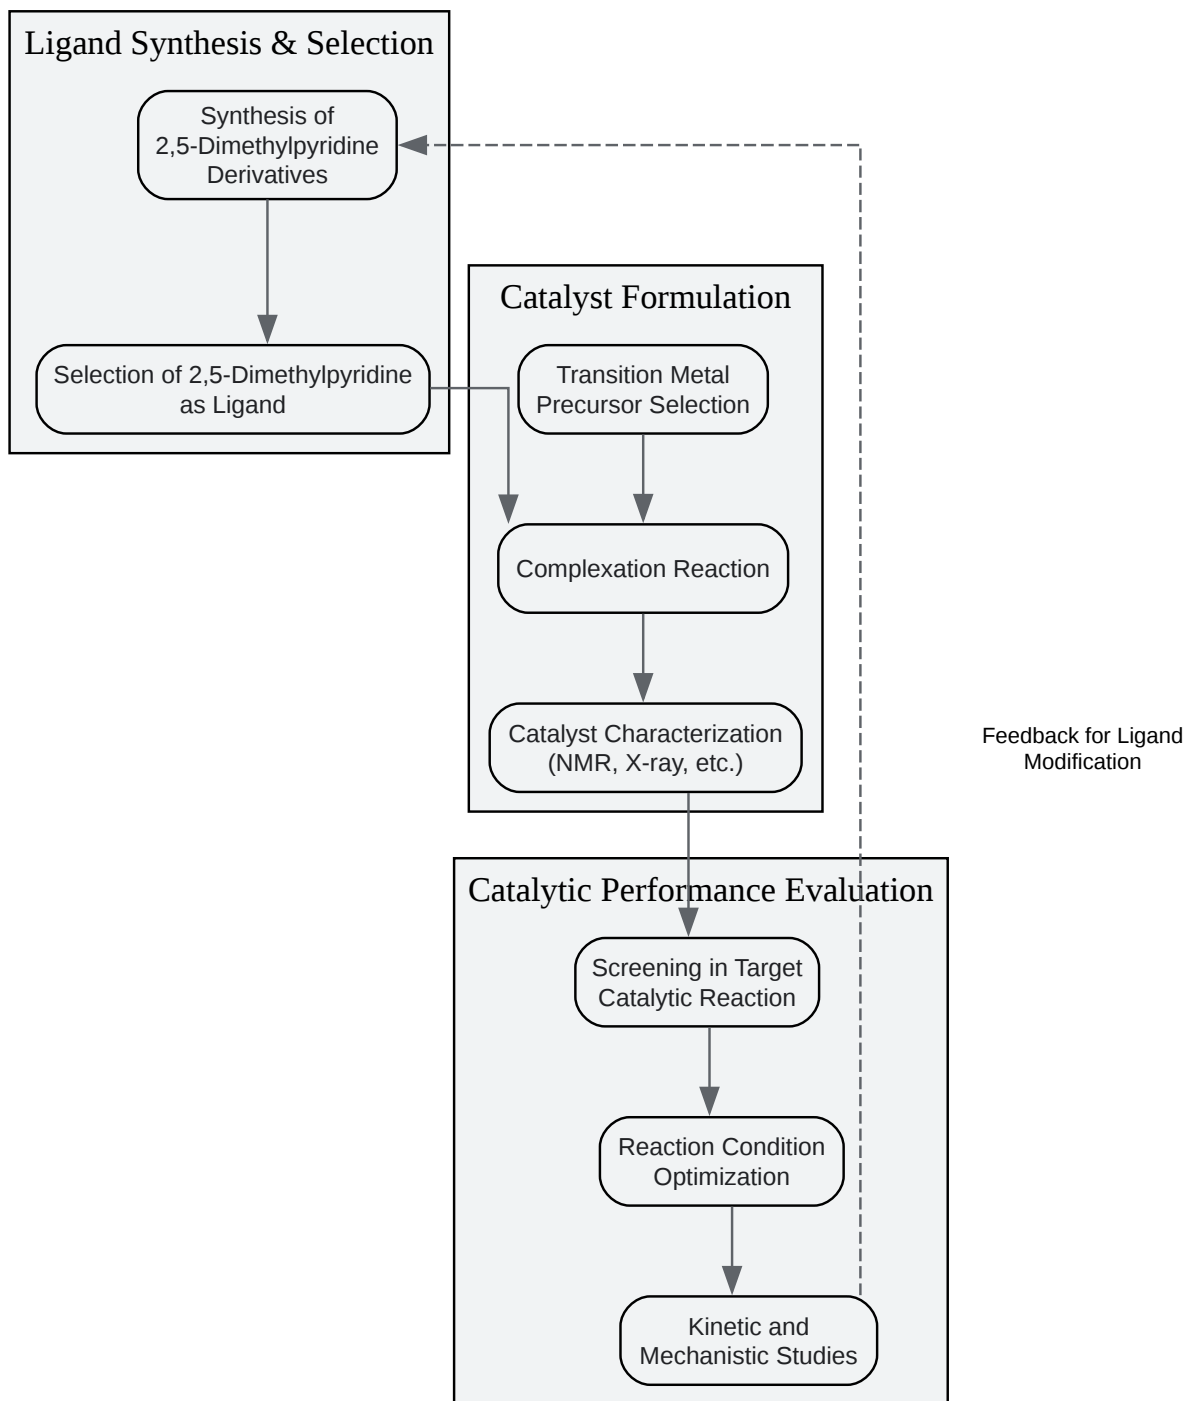 Ligand Synthesis & Selection
Synthesis of
2,5-Dimethylpyridine
Derivatives
Selection of 2,5-Dimethylpyridine
as Ligand
Catalyst Formulation
Transition Metal
Precursor Selection
Complexation Reaction
Catalyst Characterization
(NMR, X-ray, etc.)
Feedback for Ligand
Modification
Catalytic Performance Evaluation
Screening in Target
Catalytic Reaction
Reaction Condition
Optimization
Kinetic and
Mechanistic Studies